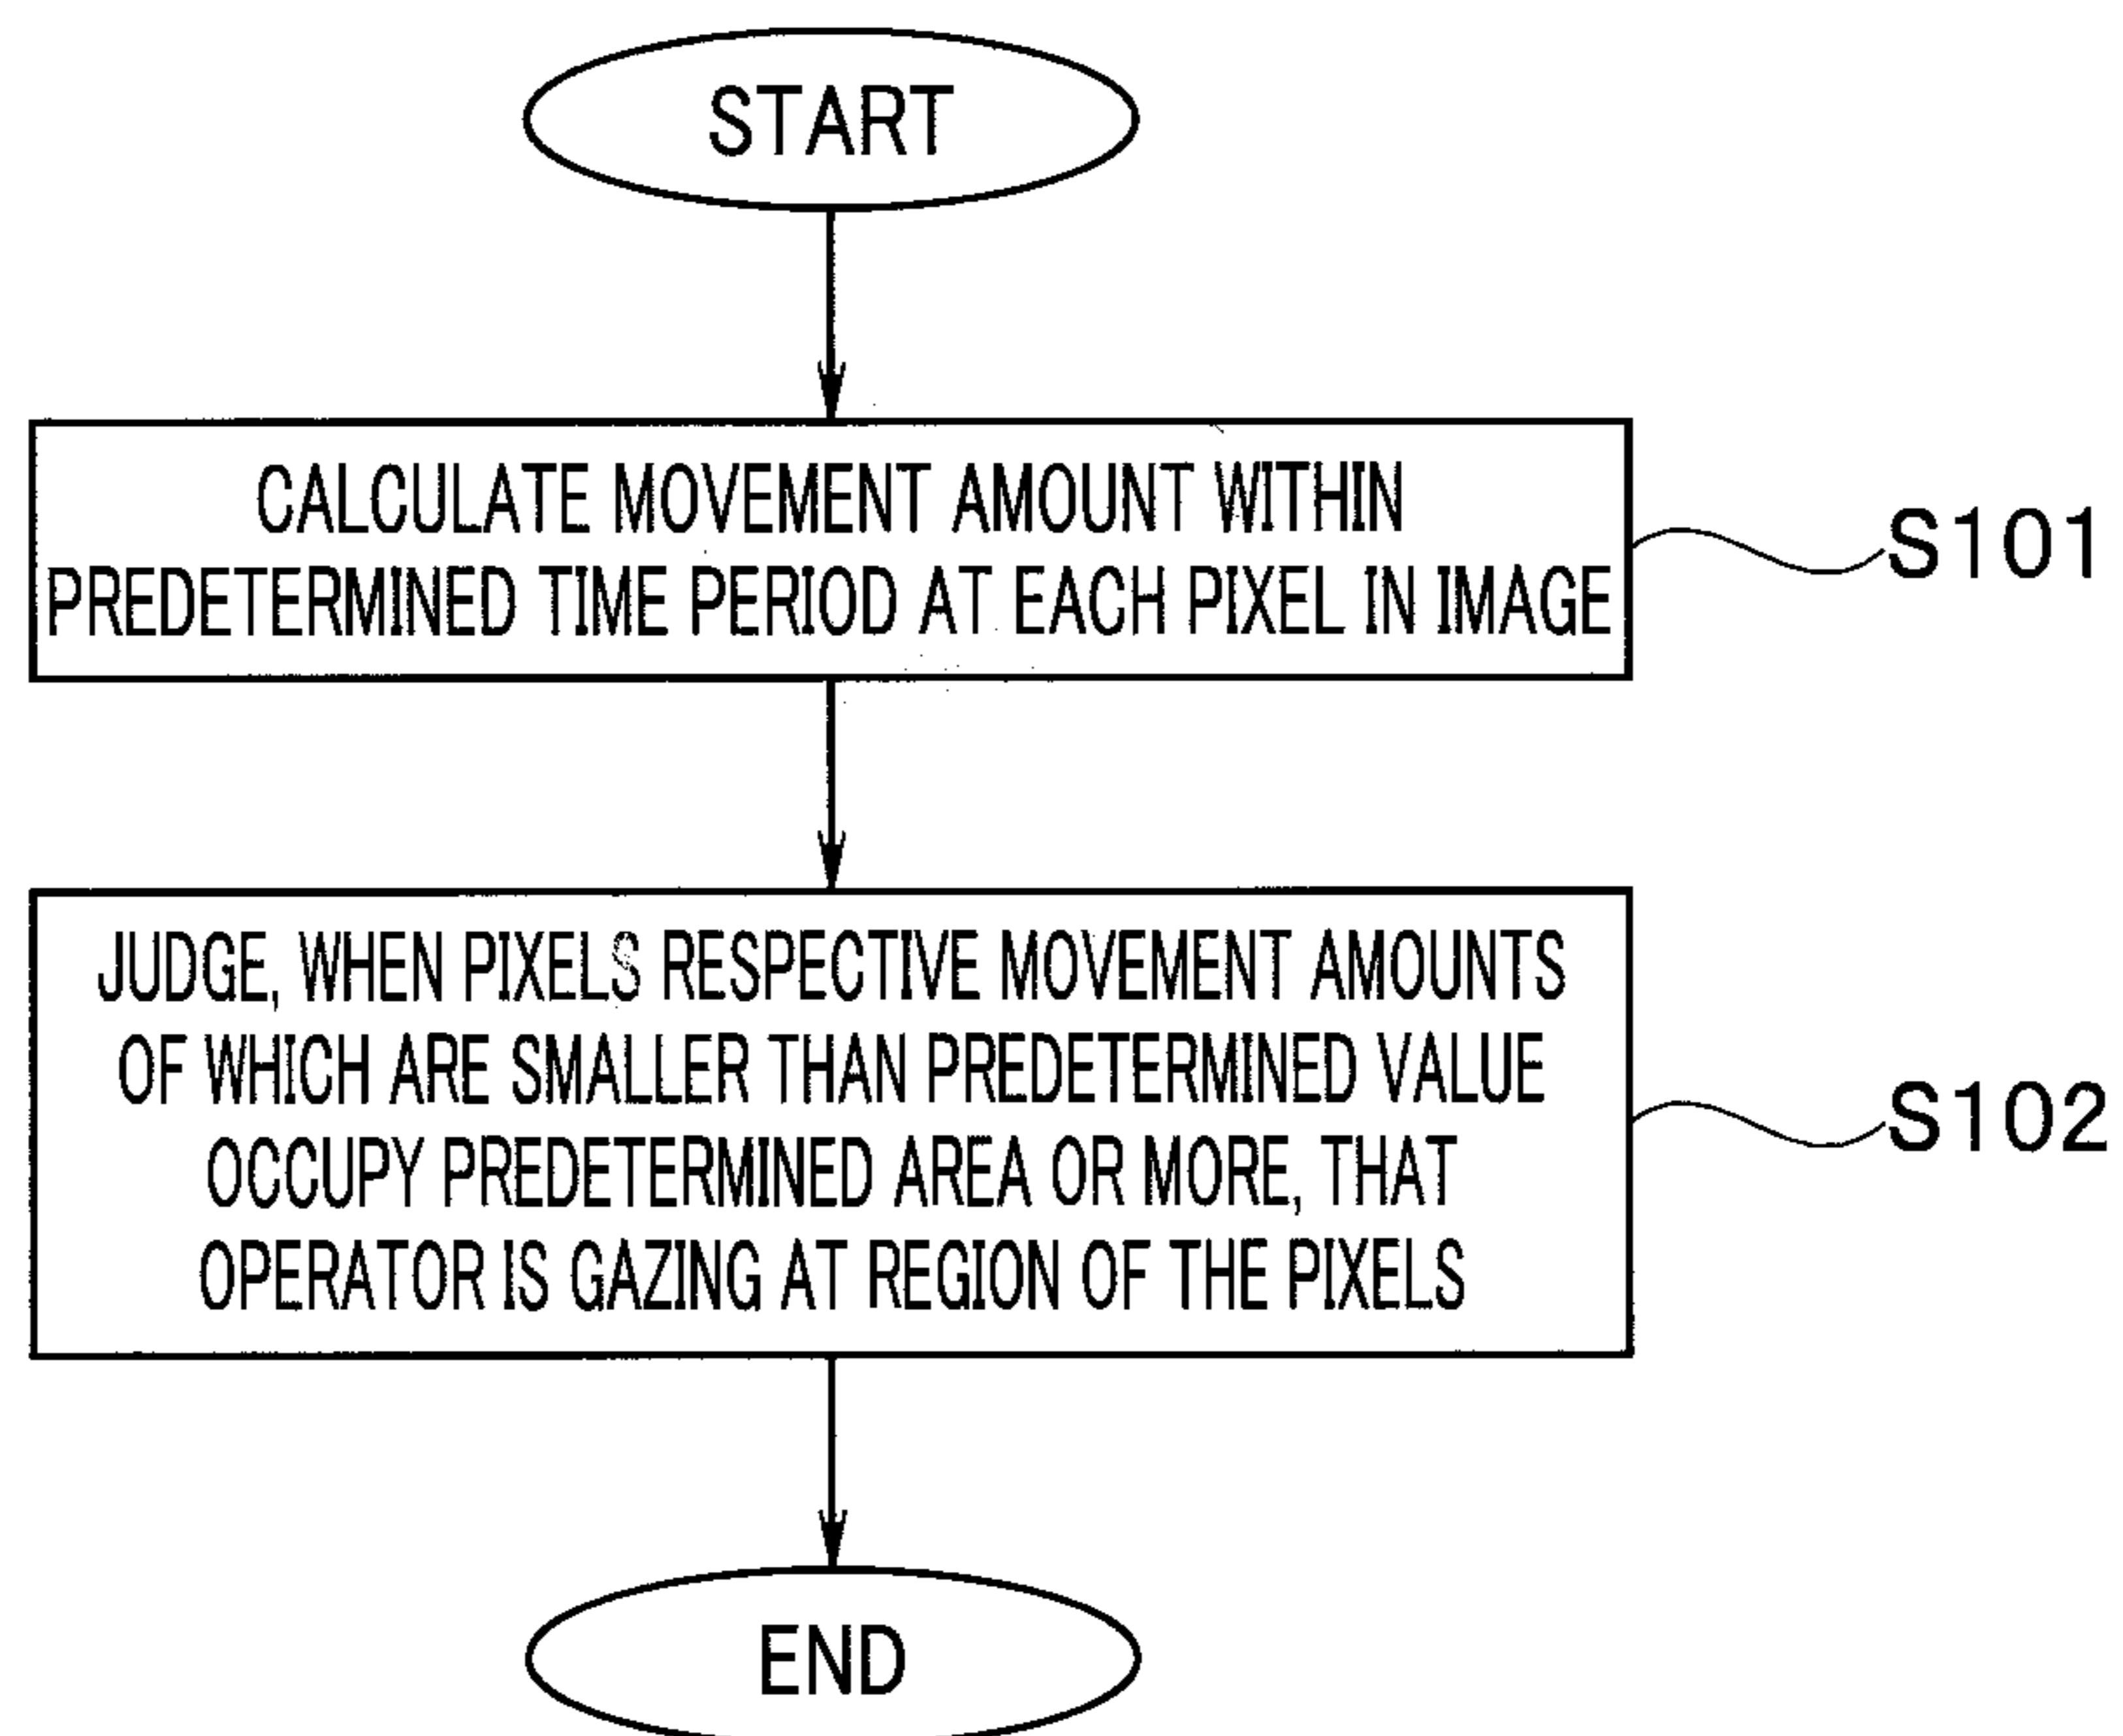 START
CALCULATE MOVEMENT AMOUNT WITHIN
PREDETERMINED TIME PERIOD AT EACH PIXEL IN IMAGE
S101
JUDGE, WHEN PIXELS RESPECTIVE MOVEMENT AMOUNTS
OF WHICH ARE SMALLER THAN PREDETERMINED VALUE
OCCUPY PREDETERMINED AREA OR MORE, THAT
OPERATOR IS GAZING AT REGION OF THE PIXELS
S102
END